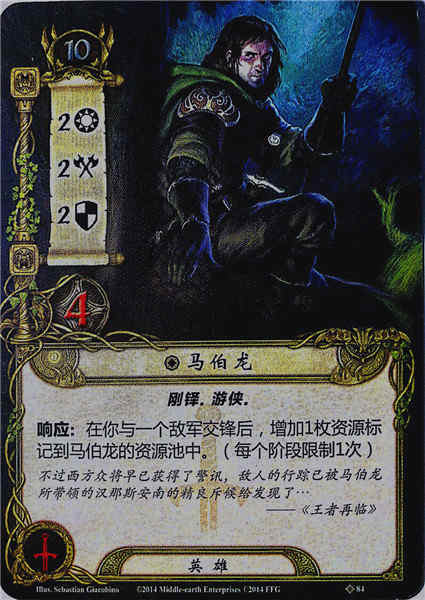 10
2
2
2
4
马伯龙
刚铎．游侠．
响应：在你与一个敌军交锋后，增加1枚资源标
记到马伯龙的资源池中。（每个阶段限制1次）
不过西方众将早已获得了警讯，敌人的行踪已被马伯龙
所带领的汉那斯安南的精良斥候给发现了…
——《王者再临》
英雄
Illus. Sebastian Giacobino ©2014 Middle-earth Enterprises ©2014 FFG 84